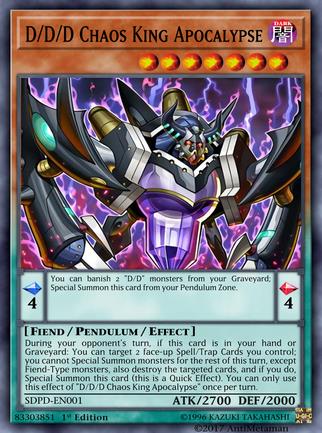 D/D/D CHAOS KING APOCALYPSE
DARK
闇
You can banish 2 "D/D" monsters from your Graveyard;
Special Summon this card from your Pendulum Zone.
4
4
[FIEND / PENDULUM / EFFECT]
During your opponent's turn, if this card is in your hand or
Graveyard: You can target 2 face-up Spell/Trap Cards you control;
you cannot Special Summon monsters for the rest of this turn, except
Fiend-Type monsters, also destroy the targeted cards, and if you do,
Special Summon this card (this is a Quick Effect). You can only use
this effect of "D/D/D Chaos King Apocalypse" once per turn.
SDPD-EN001
ATK/2700 DEF/2000
83303851
1st Edition
©1996 KAZUKI TAKAHASHI
©2017 AntiMetaman